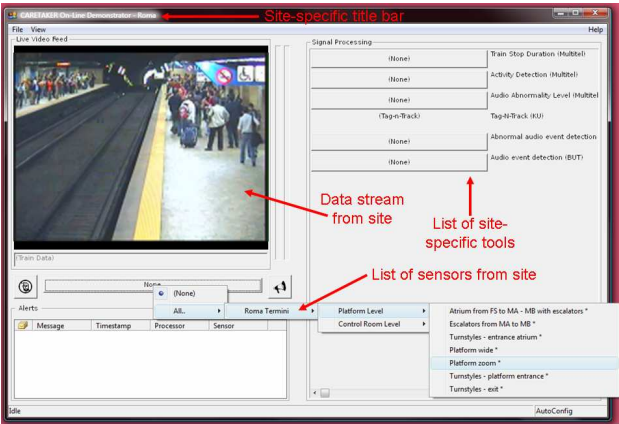 CARETAKER On-Line Demonstrator - Roma
Site-specific title bar
File View Help
Live Video Feed
Signal Processing
(None) Train Stop Duration (Multitel)
(None) Activity Detection (Multitel)
(None) Audio Abnormality Level (Multitel
(Tag-n-Track) Tag-N-Track (KU)
(None) Abnormal audio event detection
(None) Audio event detection (BUT)
Data stream
from site
List of site-
specific tools
(Train Data)
List of sensors from site
None
(None)
All..
Roma Termini
Platform Level
Control Room Level
Atrium from FS to MA - MB with escalators *
Escalators from MA to MB *
Turnstyles - entrance atrium *
Platform wide *
Platform zoom *
Turnstyles - platform entrance *
Turnstyles - exit *
Alerts
Message Timestamp Processor Sensor
Idle AutoConfig